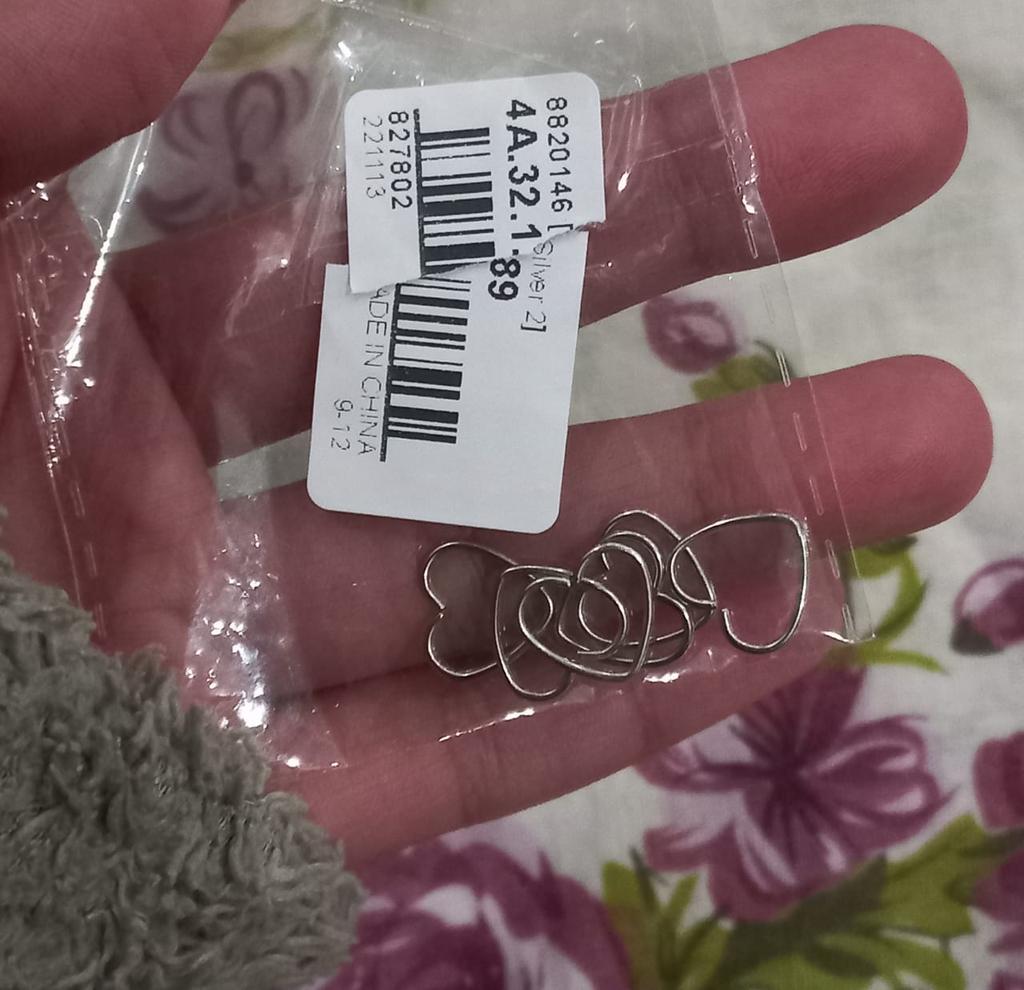 8820146 [Silver 2]
4A.32.1.89
827802
221113
ADE IN CHINA
9-12